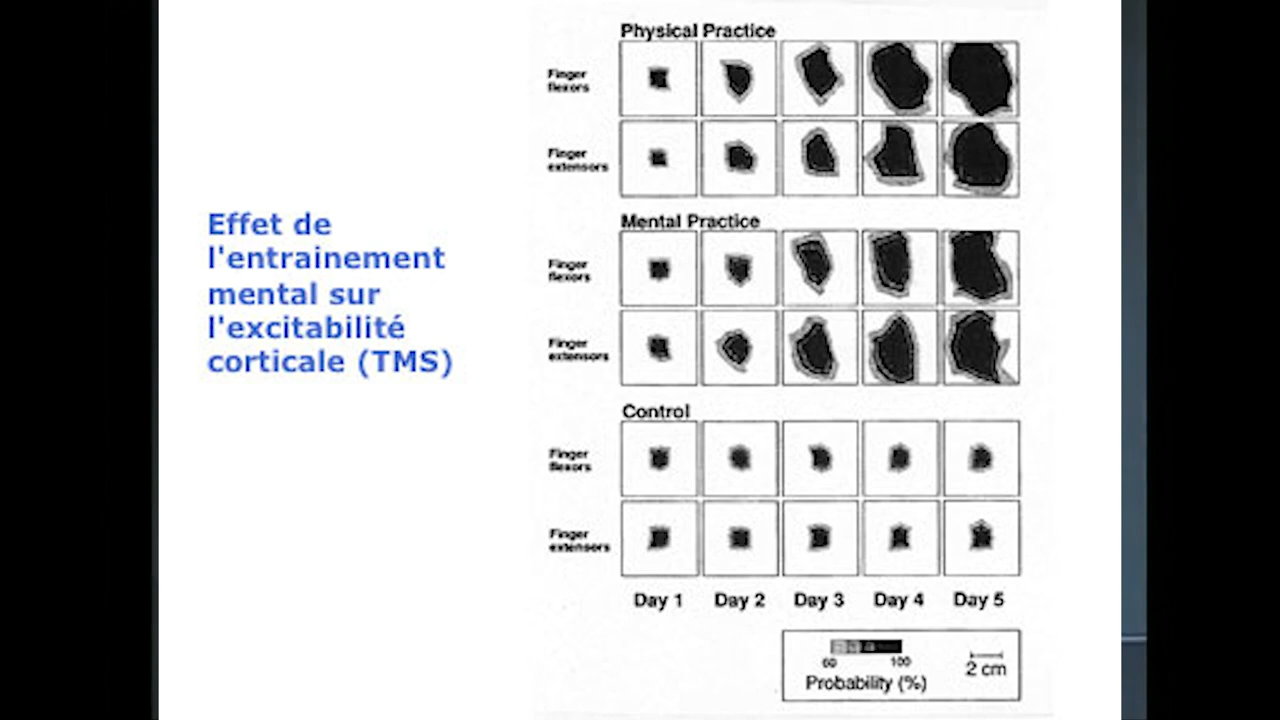 Effet de
l'entrainement
mental sur
l'excitabilité
corticale (TMS)
Physical Practice
Finger
flexors
Finger
extensors
Mental Practice
Finger
flexors
Finger
extensors
Control
Finger
flexors
Finger
extensors
Day 1 Day 2 Day 3 Day 4 Day 5
60 100
Probability (%)
2 cm